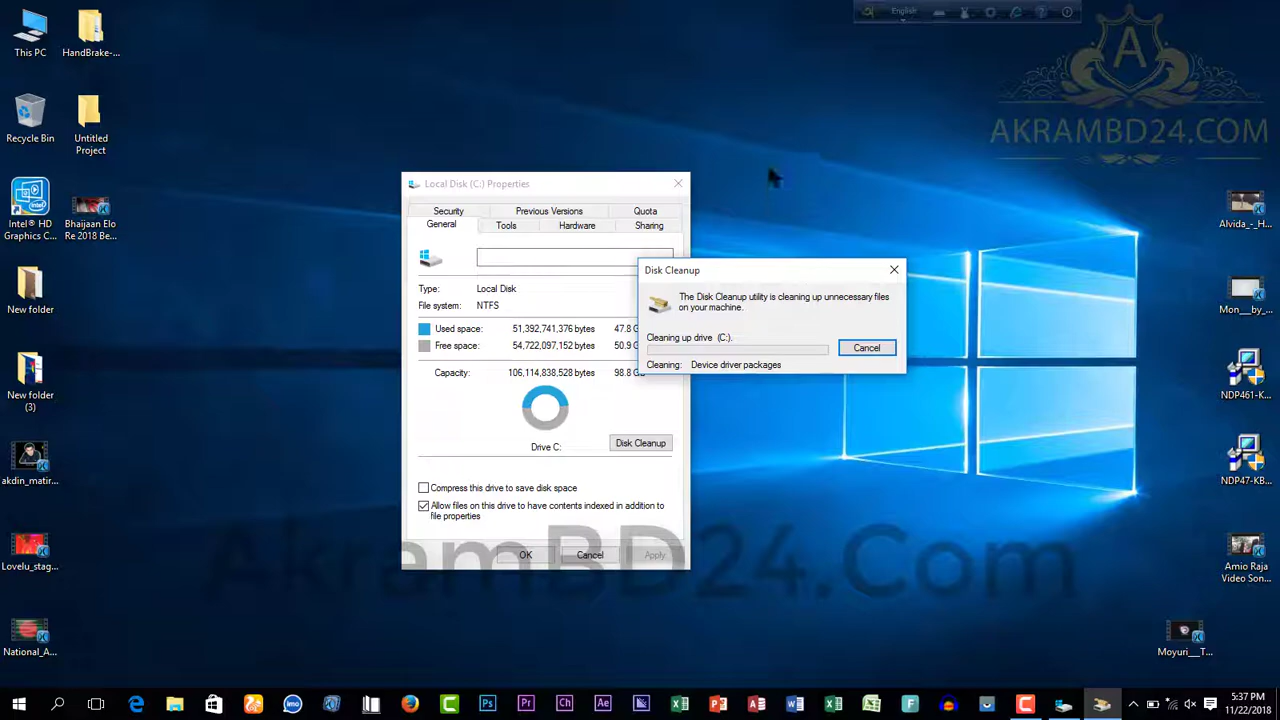 This PC
HandBrake-...
Recycle Bin
Untitled
Project
Intel® HD
Graphics C...
Bhaijaan Elo
Re 2018 Be...
New folder
New folder
(3)
akdin_matir...
Lovelu_stag...
National_A...
English
A
AKRAMBD24.COM
Local Disk (C:) Properties
Security
Previous Versions
Quota
General
Tools
Hardware
Sharing
Type:
Local Disk
File system:
NTFS
Used space:
51,392,741,376 bytes
47.8 G
Free space:
54,722,097,152 bytes
50.9 G
Capacity:
106,114,838,528 bytes
98.8 G
Drive C:
Disk Cleanup
Compress this drive to save disk space
Allow files on this drive to have contents indexed in addition to
file properties
OK
Cancel
Apply
Disk Cleanup
The Disk Cleanup utility is cleaning up unnecessary files
on your machine.
Cleaning up drive (C:).
Cancel
Cleaning: Device driver packages
AkramBD24.Com
Alvida_-_H...
Mon___by_...
NDP461-K...
NDP47-KB...
Amio Raja
Video Son...
Moyuri___T...
imo
Ps
Pr
Ch
Ae
F
5:37 PM
11/22/2018